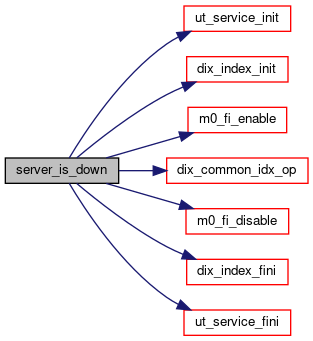 ut_service_init
dix_index_init
m0_fi_enable
server_is_down
dix_common_idx_op
m0_fi_disable
dix_index_fini
ut_service_fini